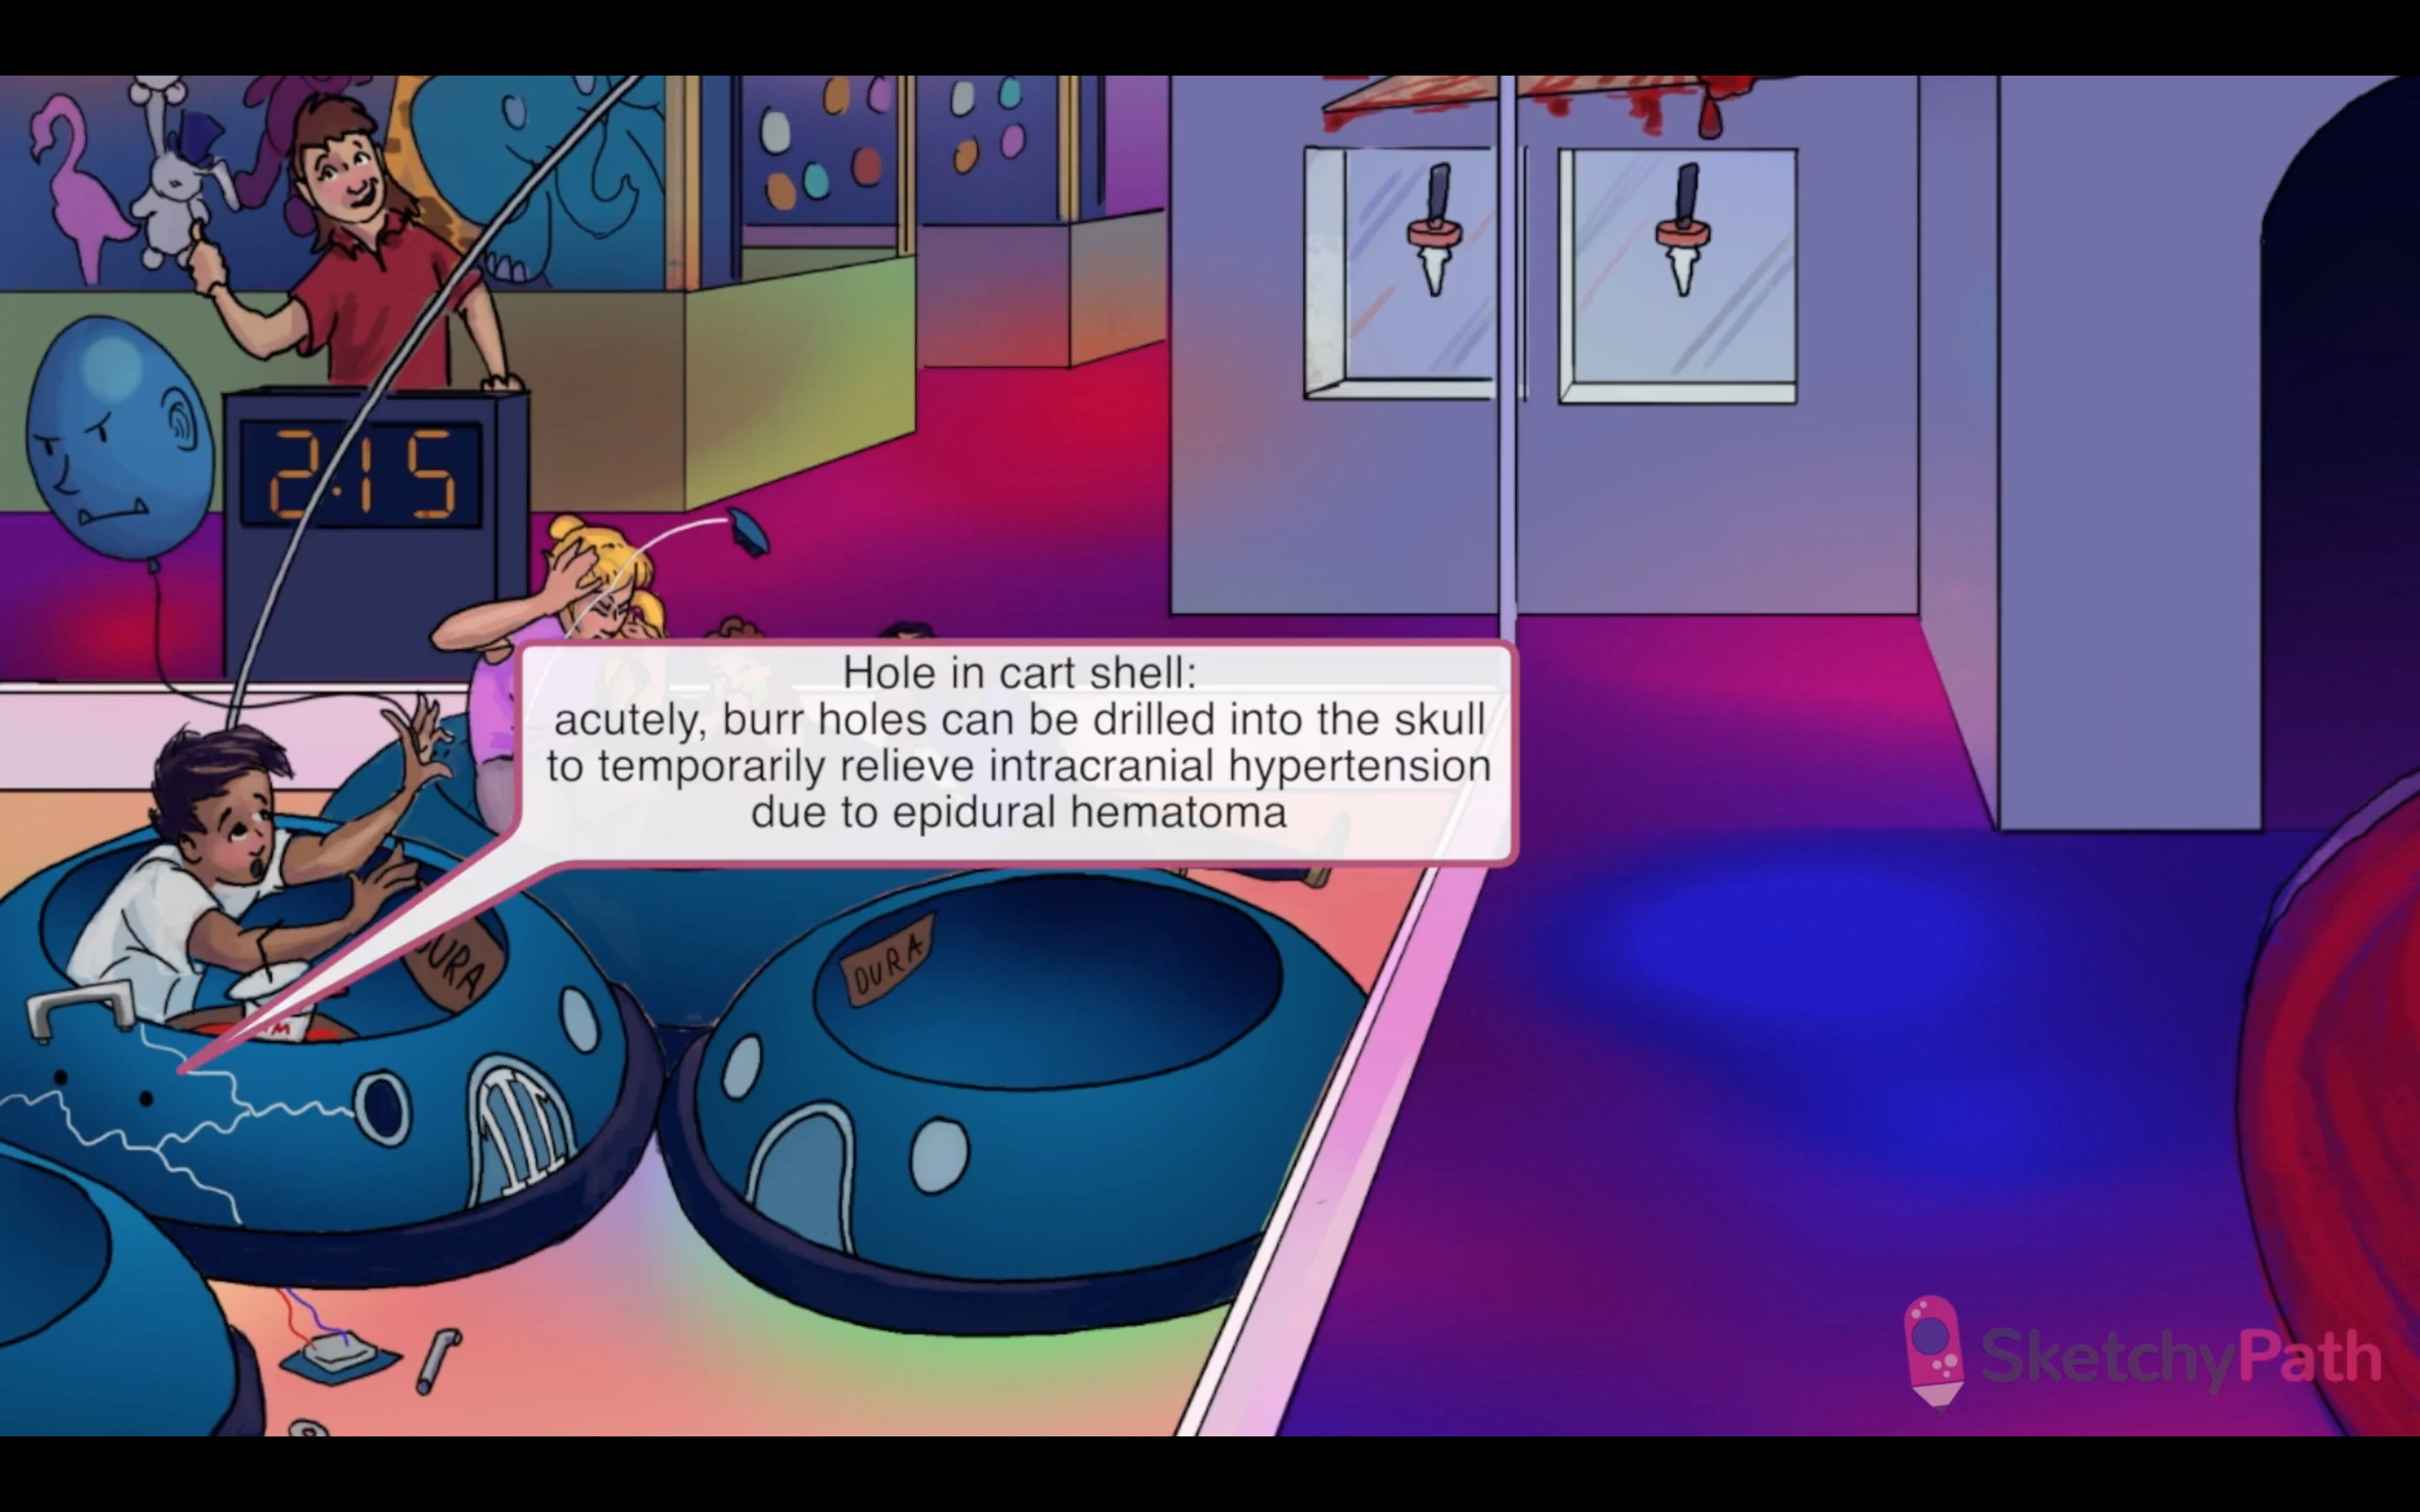 2:15
Hole in cart shell:
acutely, burr holes can be drilled into the skull
to temporarily relieve intracranial hypertension
due to epidural hematoma
DURA
DURA
SketchyPath